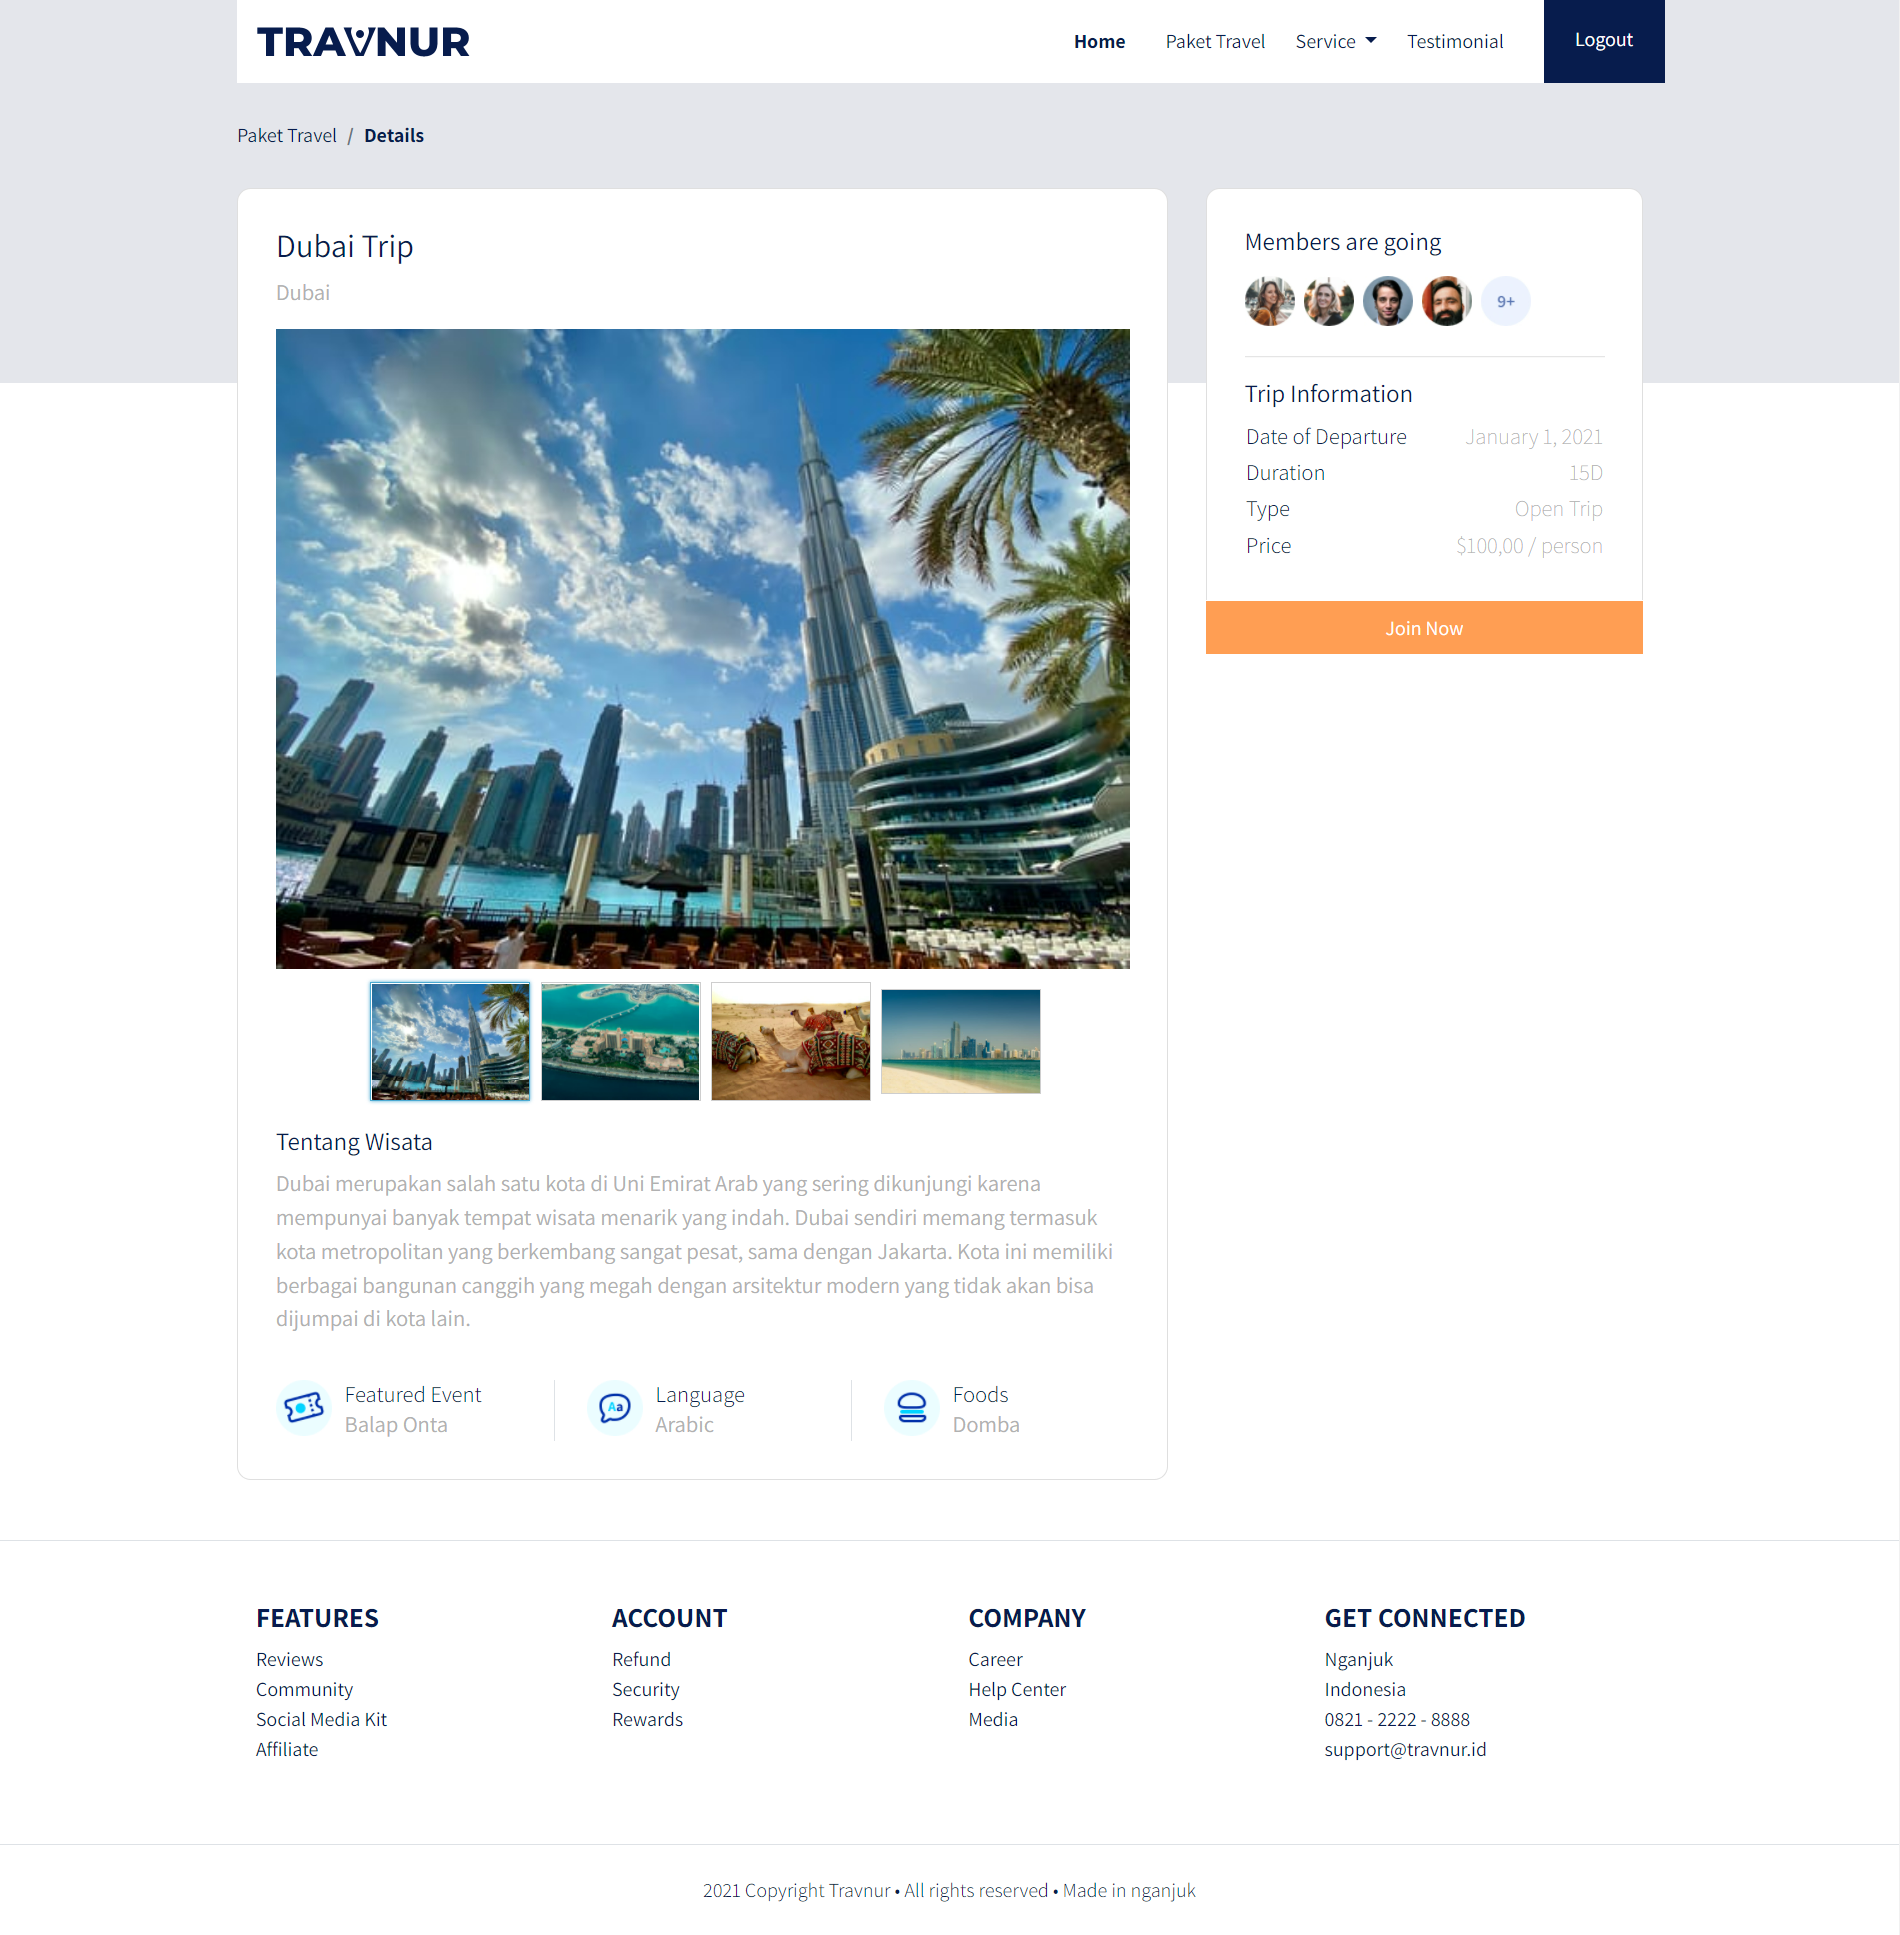 TRAVNUR
Home
Paket Travel
Service
Testimonial
Logout
Paket Travel / Details
Dubai Trip
Dubai
Members are going
9+
Trip Information
Date of Departure January 1, 2021
Duration 15D
Type Open Trip
Price $100,00 / person
Join Now
Tentang Wisata
Dubai merupakan salah satu kota di Uni Emirat Arab yang sering dikunjungi karena
mempunyai banyak tempat wisata menarik yang indah. Dubai sendiri memang termasuk
kota metropolitan yang berkembang sangat pesat, sama dengan Jakarta. Kota ini memiliki
berbagai bangunan canggih yang megah dengan arsitektur modern yang tidak akan bisa
dijumpai di kota lain.
Featured Event
Balap Onta
Aa
Language
Arabic
Foods
Domba
FEATURES
Reviews
Community
Social Media Kit
Affiliate
ACCOUNT
Refund
Security
Rewards
COMPANY
Career
Help Center
Media
GET CONNECTED
Nganjuk
Indonesia
0821 - 2222 - 8888
support@travnur.id
2021 Copyright Travnur • All rights reserved • Made in nganjuk